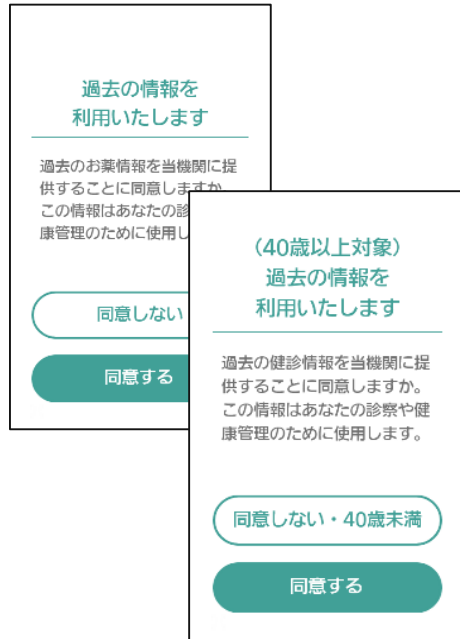 過去の情報を
利用いたします
過去のお薬情報を当機関に提
供することに同意しますか。
この情報はあなたの診
康管理のために使用し
同意しない
同意する
（40歳以上対象）
過去の情報を
利用いたします
過去の健診情報を当機関に提
供することに同意しますか。
この情報はあなたの診察や健
康管理のために使用します。
同意しない・40歳未満
同意する